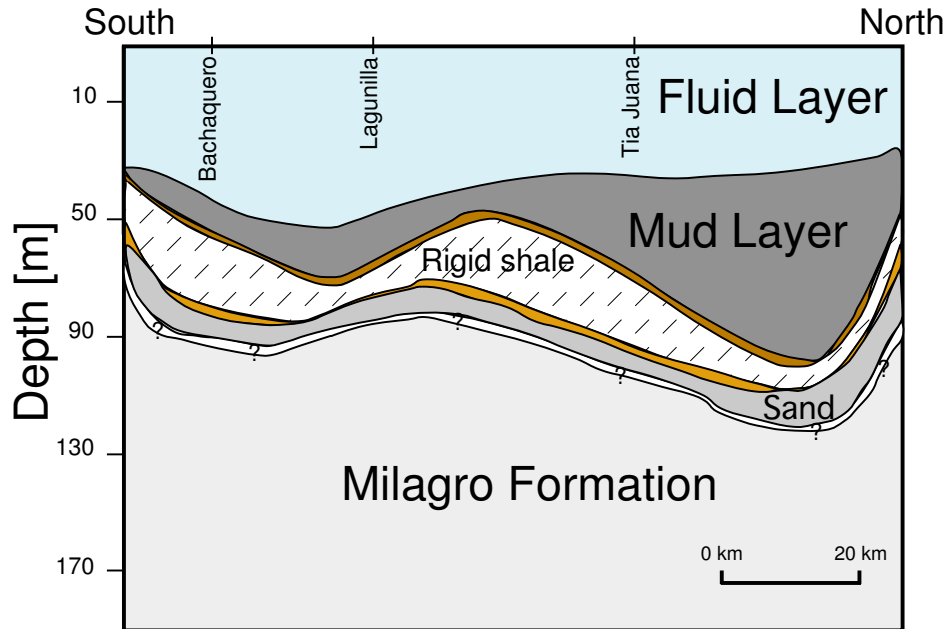 South
North
Bachaquero
Lagunilla
Tia Juana
Fluid Layer
10
50
90
130
170
Depth [m]
Mud Layer
Rigid shale
Sand
?
?
?
?
?
?
Milagro Formation
0 km
20 km